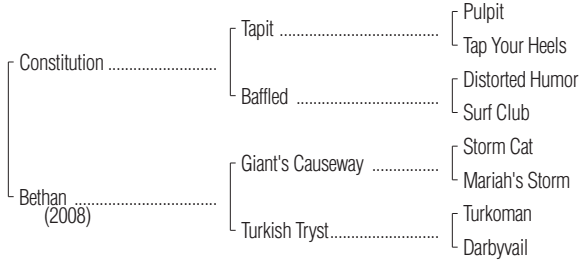 Pulpit
Tapit ................................
Tap Your Heels
Constitution ...........................
Distorted Humor
Baffled ....................................
Surf Club
Storm Cat
Giant's Causeway .................
Mariah's Storm
Bethan ...................................
(2008)
Turkoman
Turkish Tryst...........................
Darbyvail